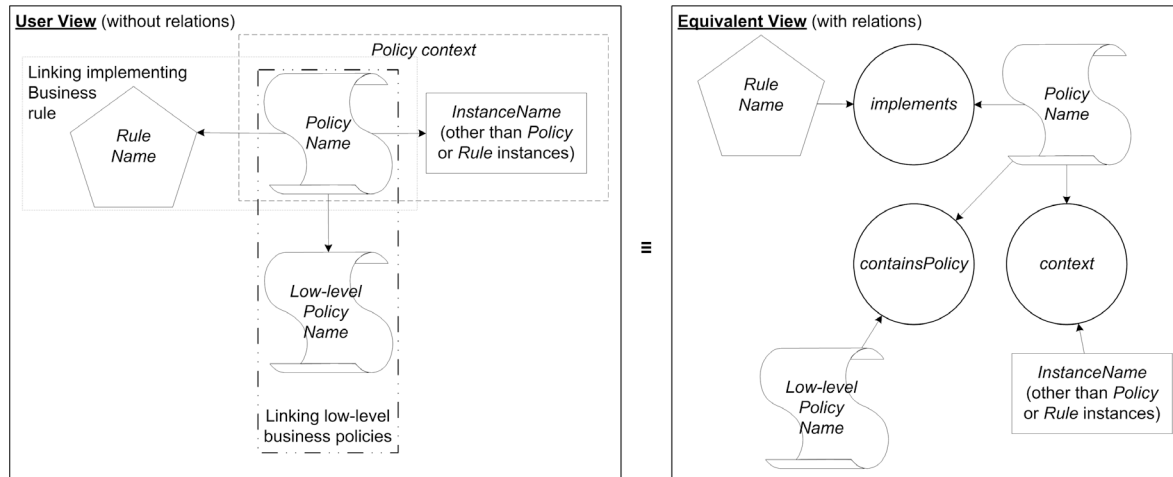 User View (without relations)
Policy context
Linking implementing
Business
rule
Rule
Name
Policy
Name
InstanceName
(other than Policy
or Rule instances)
Low-level
Policy
Name
Linking low-level
business policies
≡
Equivalent View (with relations)
Rule
Name
implements
Policy
Name
containsPolicy
context
Low-level
Policy
Name
InstanceName
(other than Policy
or Rule instances)